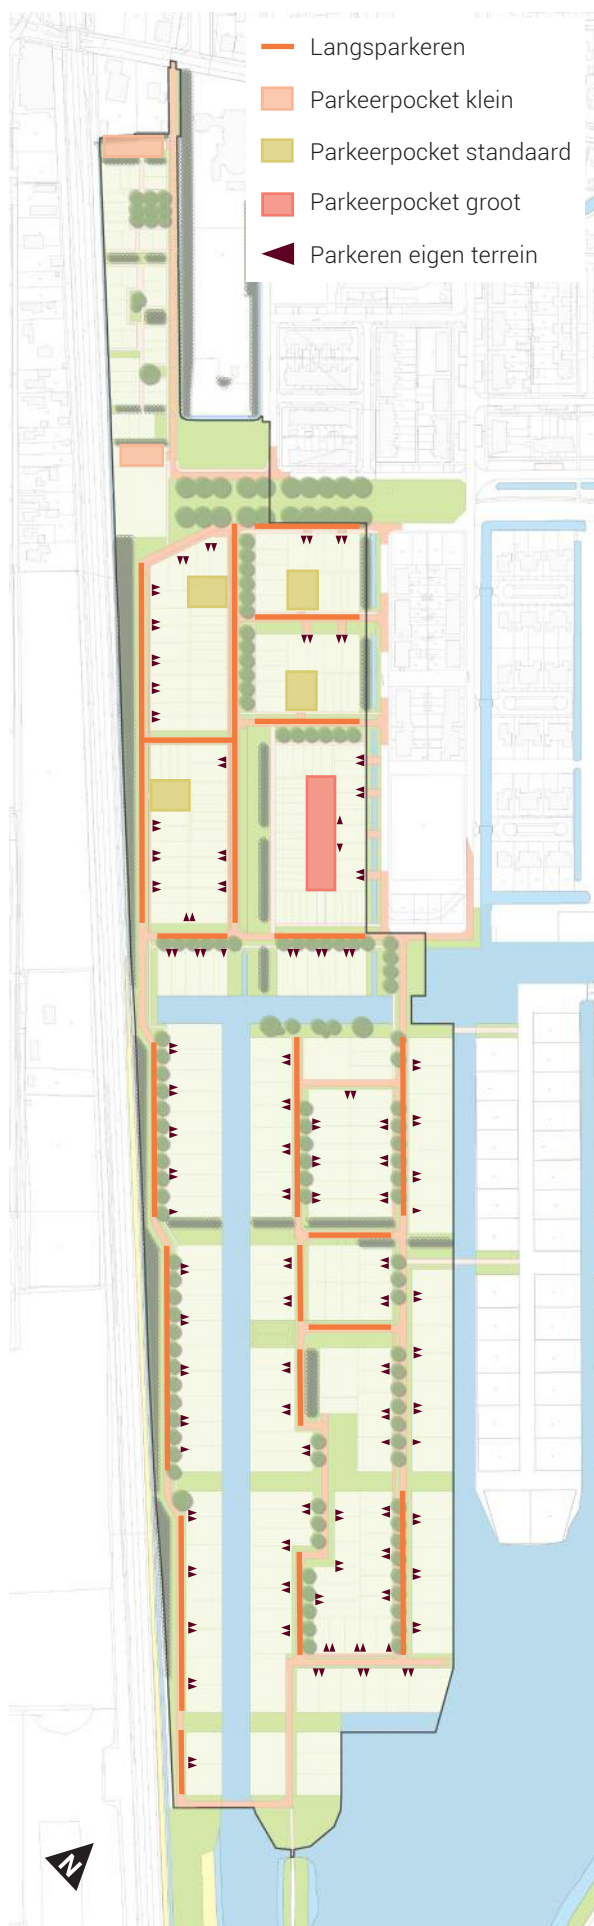 Langsparkeren
Parkeerpocket klein
Parkeerpocket standaard
Parkeerpocket groot
Parkeren eigen terrein
N